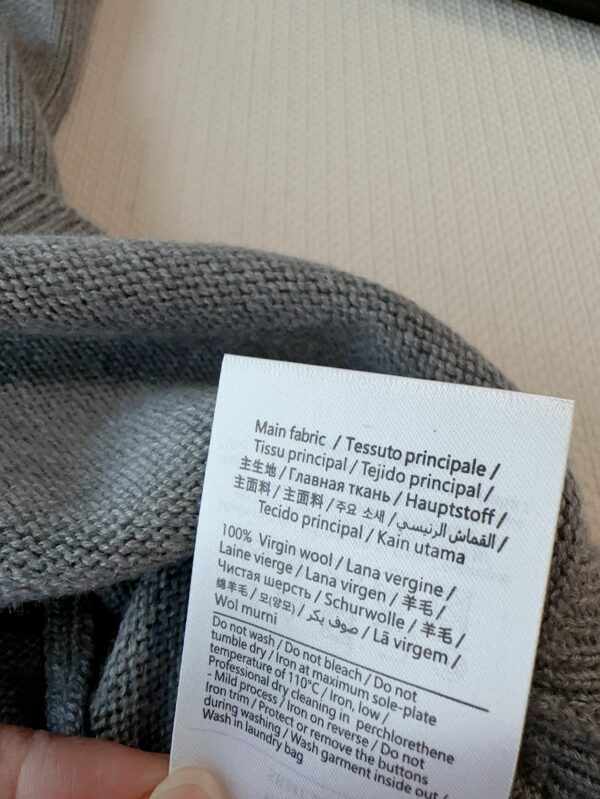 Main fabric / Tessuto principale /
Tissu principal / Tejido principal /
主生地 / Главная ткань / Hauptstoff /
主面料 / 主面料 / 주요 소재 / القماش الرئيسي /
Tecido principal / Kain utama
100% Virgin wool / Lana vergine /
Laine vierge / Lana virgen / 羊毛 /
Чистая шерсть / Schurwolle / 羊毛 /
绵羊毛 / 모(양모) / صوف بكر / Lã virgem /
Wol murni
Do not wash / Do not bleach / Do not
tumble dry / Iron at maximum sole-plate
temperature of 110°C / Iron, low /
Professional dry cleaning in perchlorethene
- Mild process / Iron on reverse / Do not
Iron trim / Protect or remove the buttons
during washing / Wash garment inside out /
Wash in laundry bag